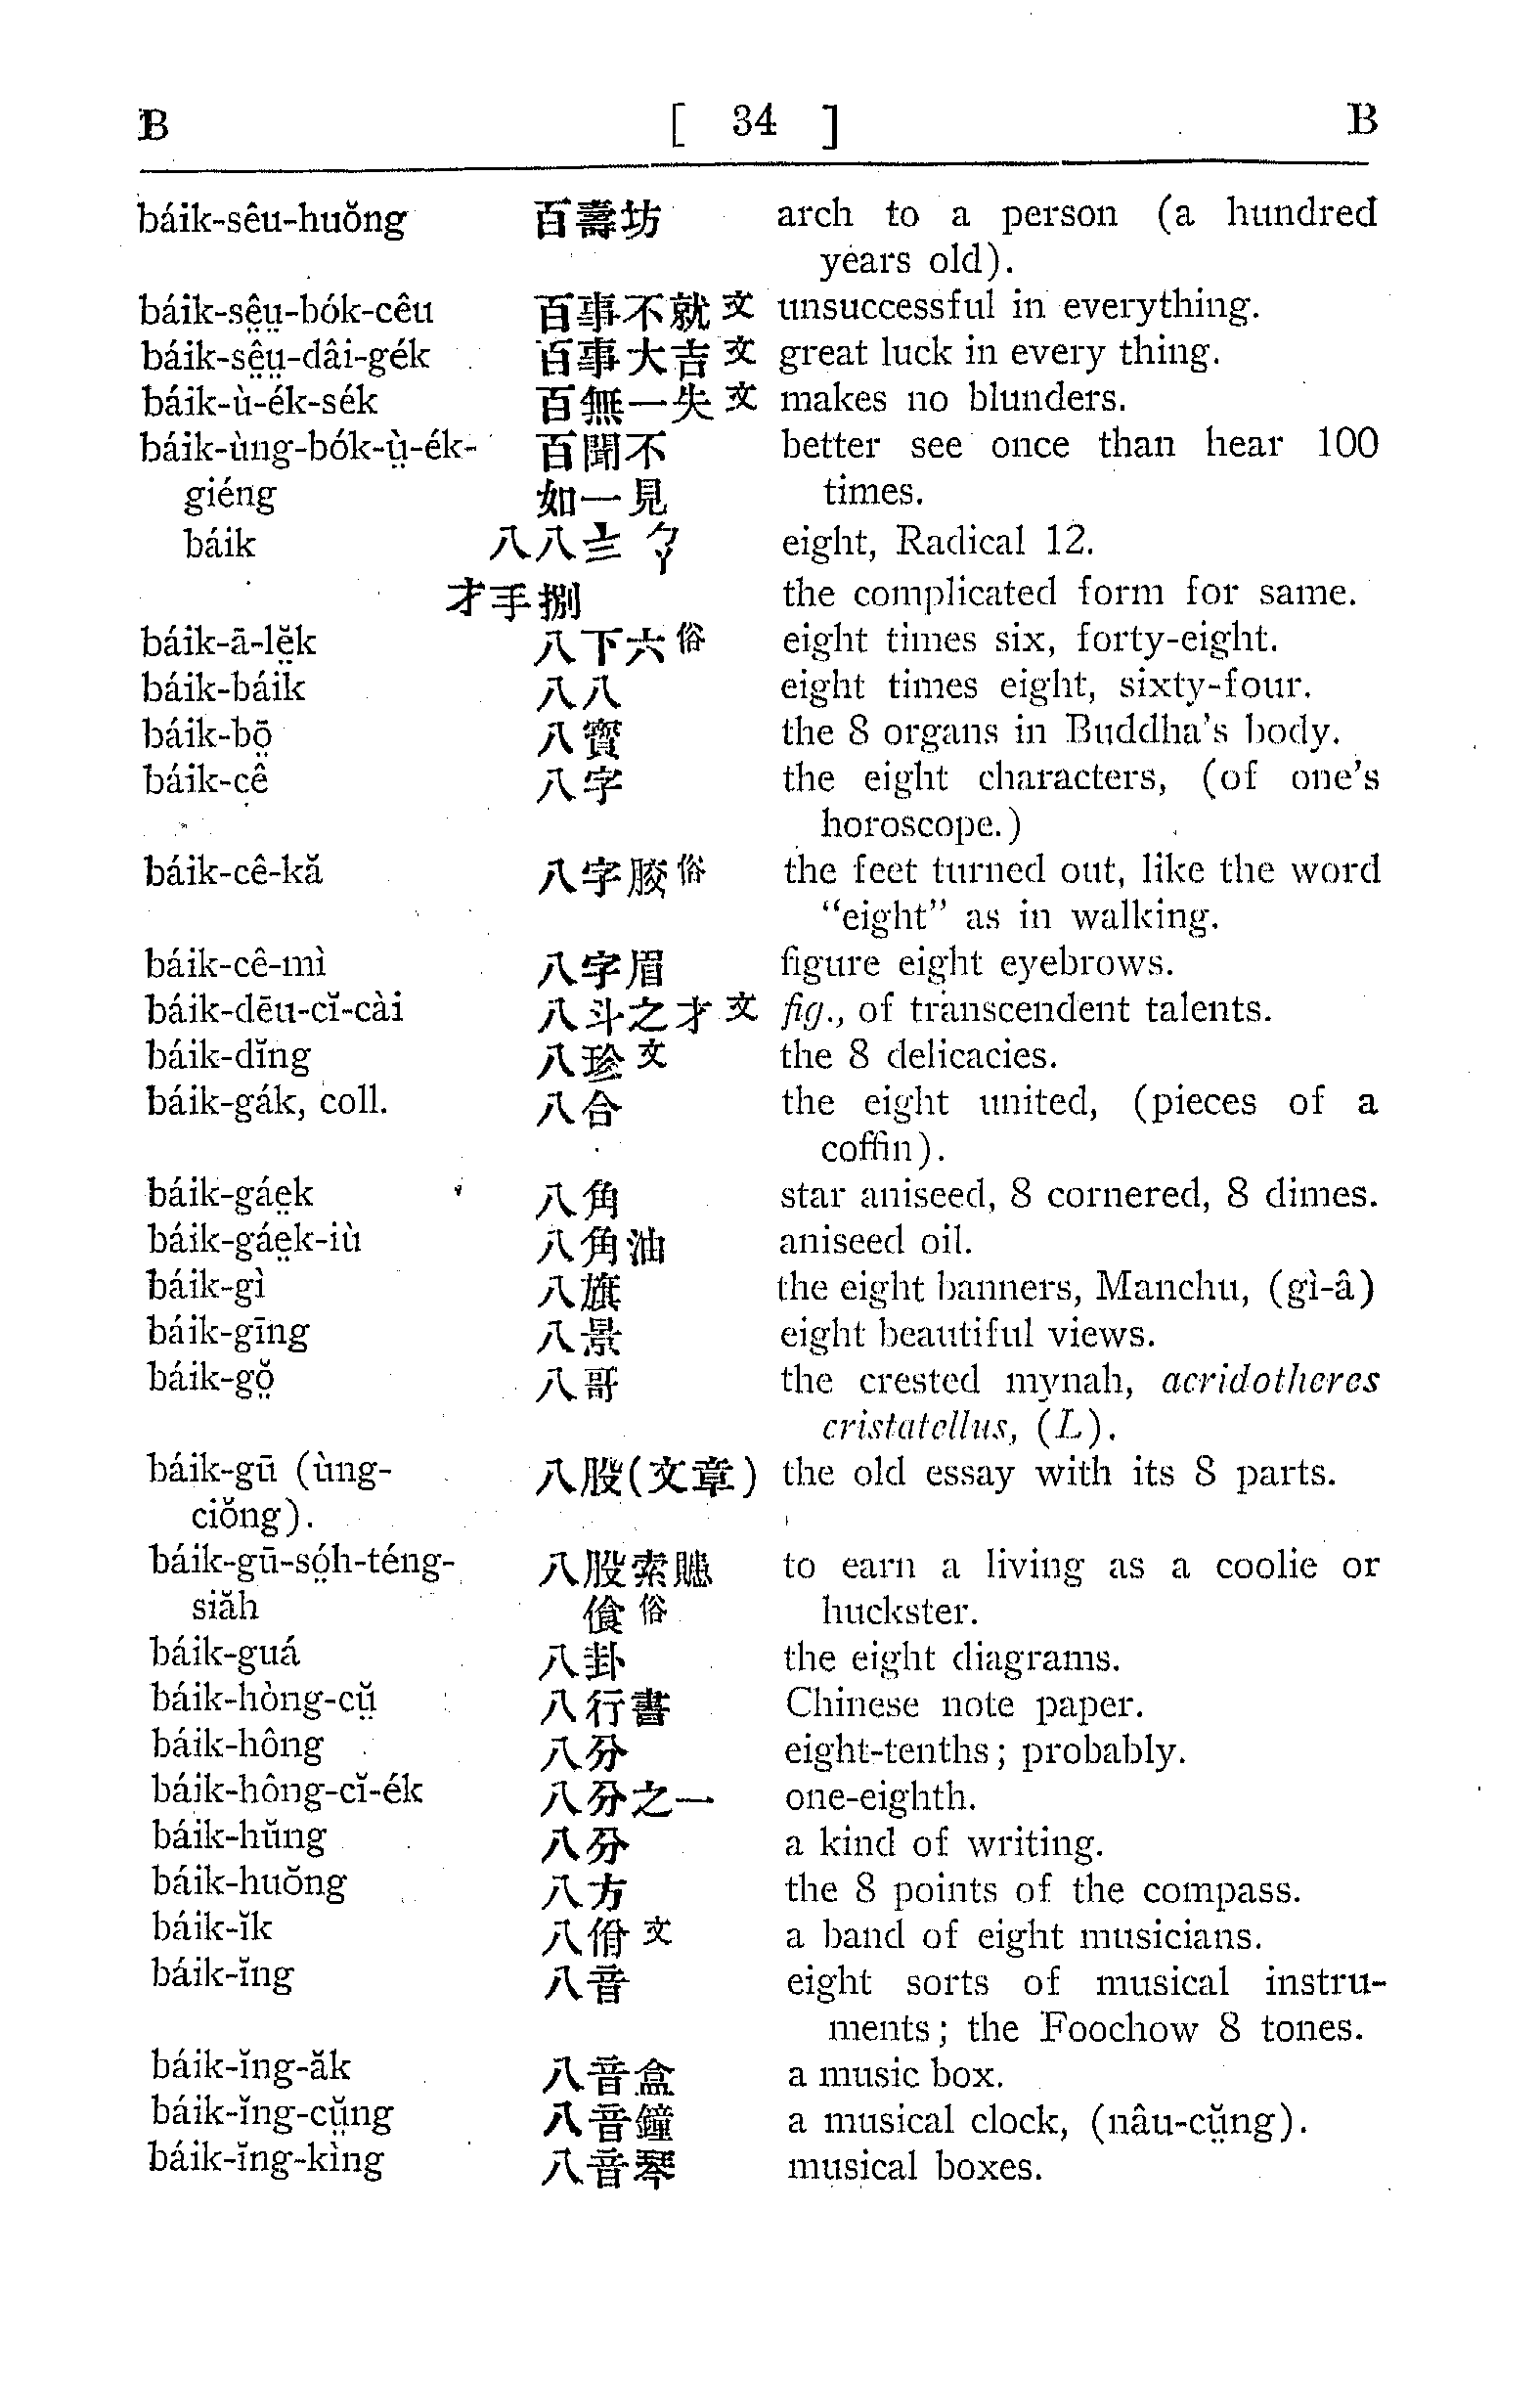 B [ 34 ] B
báik-sêu-huŏng 百壽坊 arch to a person (a hundred
years old).
báik-sê̤ṳ-bók-cêu 百事不就 文 unsuccessful in everything.
báik-sê̤ṳ-dâi-gék 百事大吉 文 great luck in every thing.
báik-ù-ék-sék 百無一失 文 makes no blunders.
báik-ùng-bók-ṳ̀-ék- 百聞不 better see once than hear 100
giéng 如一見 times.
báik 八八 eight, Radical 12.
才手捌 the complicated form for same.
báik-ā-lĕ̤k 八下六 俗 eight times six, forty-eight.
báik-báik 八八 eight times eight, sixty-four.
báik-bō̤ 八寳 the 8 organs in Buddha's body.
báik-cê 八字 the eight characters, (of one's
horoscope.)
báik-cê-kă 八字骹 俗 the feet turned out, like the word
“eight” as in walking.
báik-cê-mì 八字眉 figure eight eyebrows.
báik-dēu-cĭ-cài 八斗之才 文 fig., of transcendent talents.
báik-dĭng 八珍 文 the 8 delicacies.
báik-gák, coll. 八合 the eight united, (pieces of a
coffin).
báik-gáe̤k 八角 star aniseed, 8 cornered, 8 dimes.
báik-gáe̤k-iù 八角油 aniseed oil.
báik-gì 八旗 the eight banners, Manchu, (gì-â)
báik-gīng 八景 eight beautiful views.
báik-gŏ̤ 八哥 the crested mynah, acridotheres
cristatellus, (L).
báik-gū (ùng- 八股(文章) the old essay with its 8 parts.
ciŏng).
báik-gū-só̤h-téng- 八股索 to earn a living as a coolie or
siăh 俗 huckster.
báik-guá 八卦 the eight diagrams.
báik-hòng-cṳ̆ 八行書 Chinese note paper.
báik-hông 八分 eight-tenths; probably.
báik-hông-cĭ-ék 八分之一 one-eighth.
báik-hŭng 八分 a kind of writing.
báik-huŏng 八方 the 8 points of the compass.
báik-ĭk 八佾 文 a band of eight musicians.
báik-ĭng 八音 eight sorts of musical instru-
ments; the Foochow 8 tones.
báik-ĭng-ăk 八音盒 a music box.
báik-ĭng-cṳ̆ng 八音鐘 a musical clock, (nâu-cṳ̆ng).
báik-ĭng-kìng 八音琴 musical boxes.